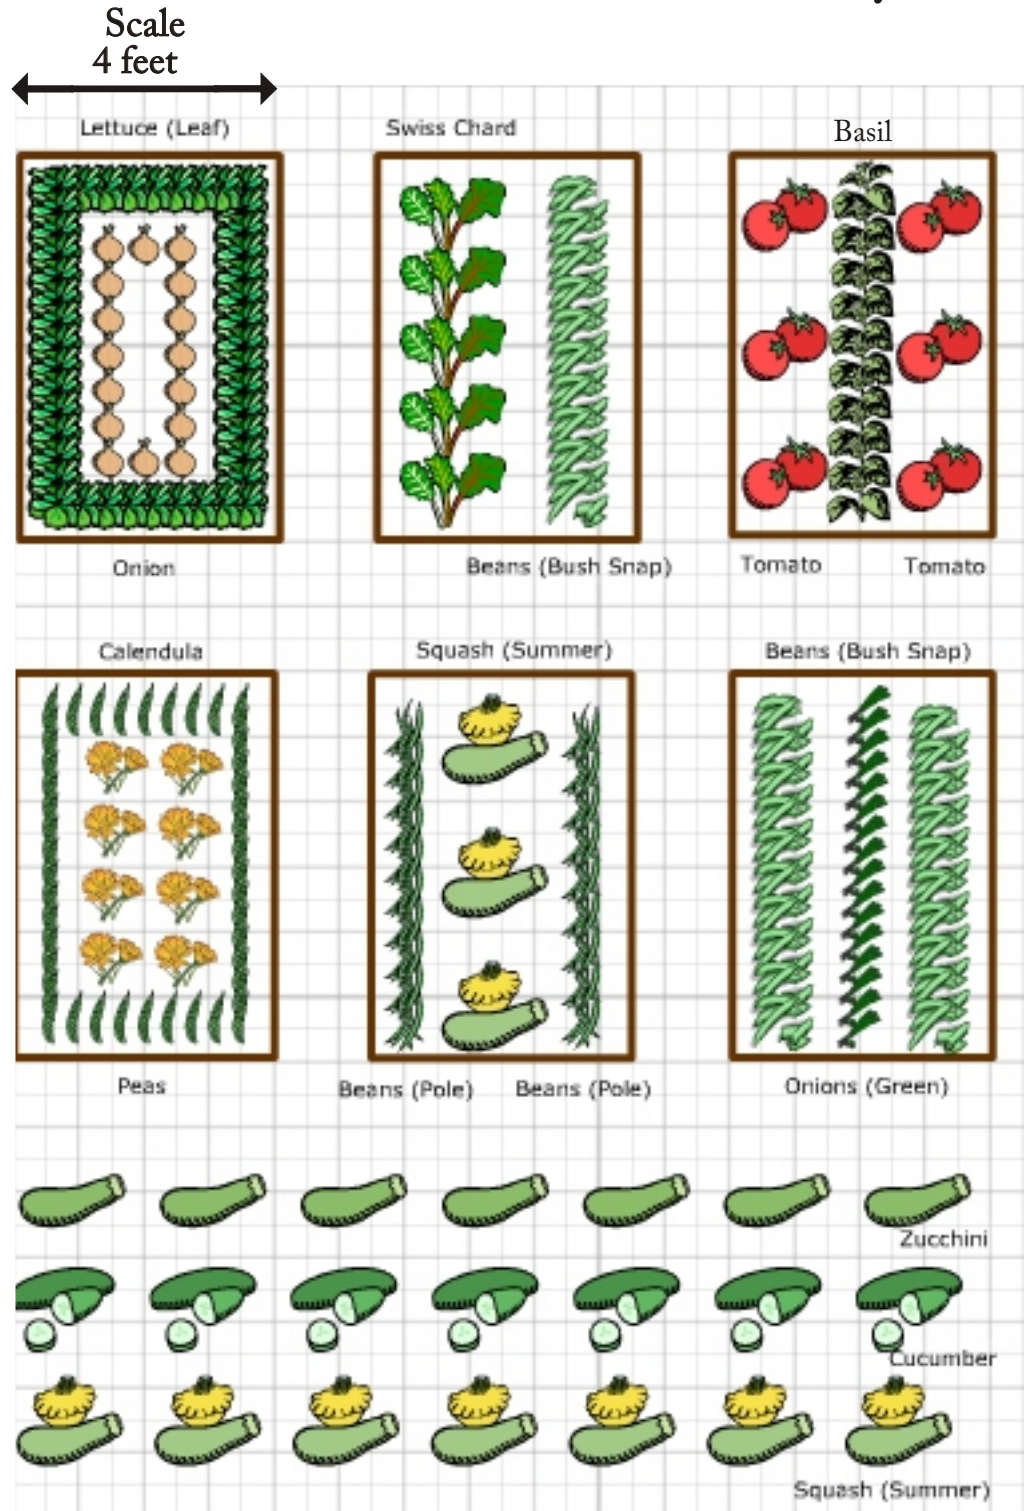 Scale
4 feet
Lettuce (Leaf)
Swiss Chard
Basil
Onion
Beans (Bush Snap)
Tomato
Tomato
Calendula
Squash (Summer)
Beans (Bush Snap)
Peas
Beans (Pole)
Beans (Pole)
Onions (Green)
Zucchini
Cucumber
Squash (Summer)